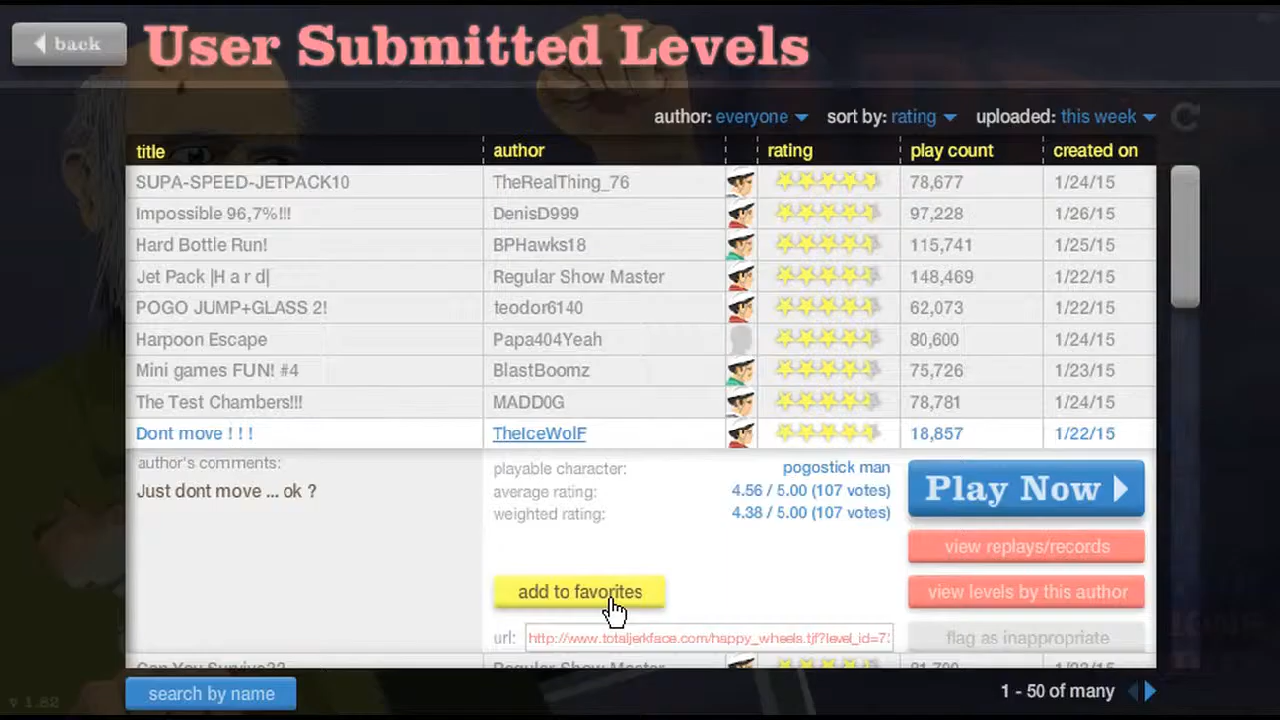 back
User Submitted Levels
author: everyone sort by: rating uploaded: this week
title author rating play count created on
SUPA-SPEED-JETPACK10 TheRealThing_76 78,677 1/24/15
Impossible 96,7%!!! DenisD999 97,228 1/26/15
Hard Bottle Run! BPHawks18 115,741 1/25/15
Jet Pack |H a r d| Regular Show Master 148,469 1/22/15
POGO JUMP+GLASS 2! teodor6140 62,073 1/22/15
Harpoon Escape Papa404Yeah 80,600 1/24/15
Mini games FUN! #4 BlastBoomz 75,726 1/23/15
The Test Chambers!!! MADD0G 78,781 1/24/15
Dont move ! ! ! TheIceWolF 18,857 1/22/15
author's comments:
Just dont move ... ok ?
playable character: pogostick man
average rating: 4.56 / 5.00 (107 votes)
weighted rating: 4.38 / 5.00 (107 votes)
Play Now
view replays/records
add to favorites
view levels by this author
url: http://www.totaljerkface.com/happy_wheels.tjf?level_id=7
flag as inappropriate
Can You Survive?? Regular Show Master
search by name
1 - 50 of many
v 1.82